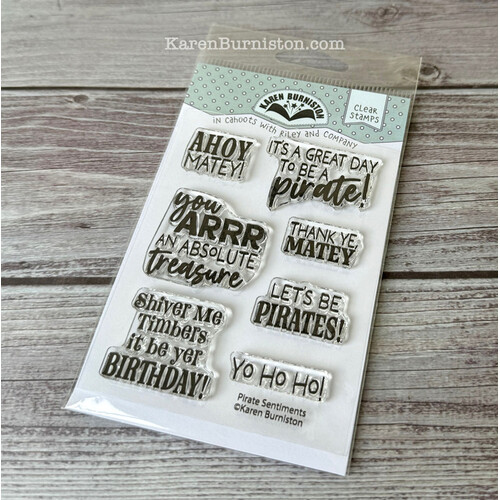 KarenBurniston.com
KAREN BURNISTON
CLEAR
STAMPS
in cahoots with Riley and Company
AHOY
MATEY!
IT'S A GREAT DAY
TO BE A
pirate!
you
ARRR
AN ABSOLUTE
treasure
THANK YE,
MATEY
LET'S BE
PIRATES!
Shiver Me
Timbers
it be yer
BIRTHDAY!
Yo Ho Ho!
Pirate Sentiments
©Karen Burniston